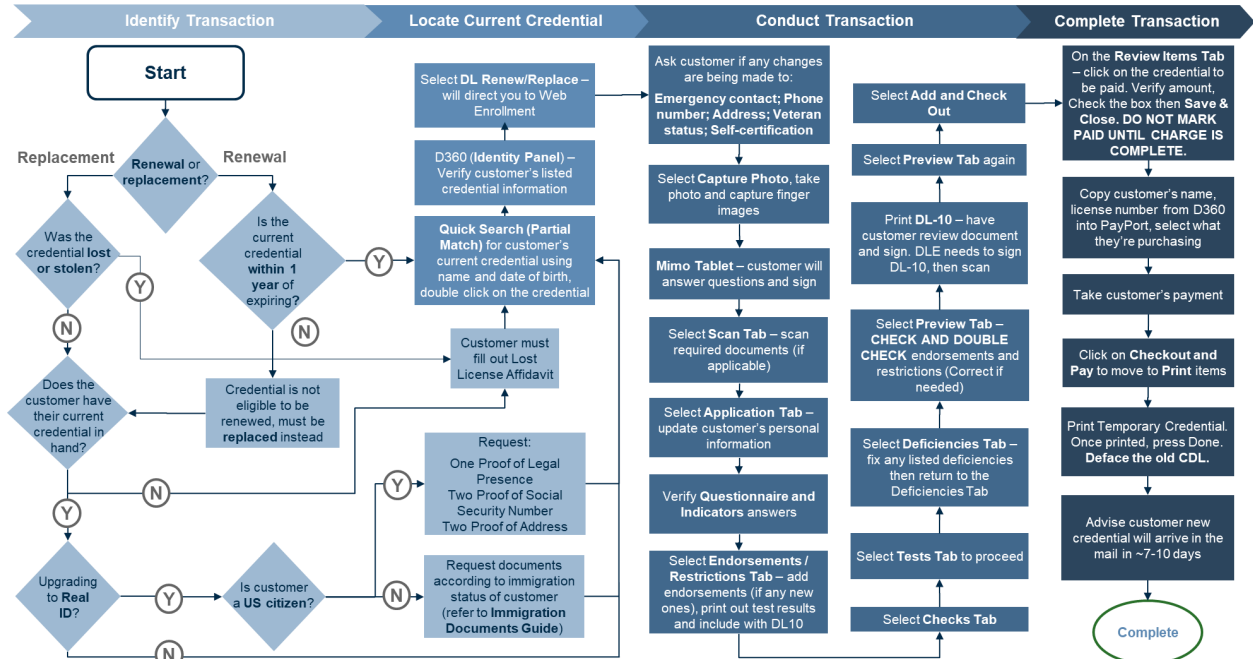 Identify Transaction
Locate Current Credential
Conduct Transaction
Complete Transaction
Start
Replacement
Renewal
Renewal or
replacement?
Was the
credential lost
or stolen?
Is the
current
credential
within 1
year of
expiring?
Y
Y
N
N
Does the
customer have
their current
credential in
hand?
Credential is not
eligible to be
renewed, must be
replaced instead
N
Y
Upgrading
to Real
ID?
Y
Is customer
a US citizen?
Y
N
N
Select DL Renew/Replace –
will direct you to Web
Enrollment
D360 (Identity Panel) –
Verify customer's listed
credential information
Quick Search (Partial
Match) for customer's
current credential using
name and date of birth,
double click on the credential
Customer must
fill out Lost
License Affidavit
Request:
One Proof of Legal
Presence
Two Proof of Social
Security Number
Two Proof of Address
Request documents
according to immigration
status of customer
(refer to Immigration
Documents Guide)
Ask customer if any changes
are being made to:
Emergency contact; Phone
number; Address; Veteran
status; Self-certification
Select Capture Photo, take
photo and capture finger
images
Mimo Tablet – customer will
answer questions and sign
Select Scan Tab – scan
required documents (if
applicable)
Select Application Tab –
update customer's personal
information
Verify Questionnaire and
Indicators answers
Select Endorsements /
Restrictions Tab – add
endorsements (if any new
ones), print out test results
and include with DL10
Select Add and Check
Out
Select Preview Tab again
Print DL-10 – have
customer review document
and sign. DLE needs to sign
DL-10, then scan
Select Preview Tab –
CHECK AND DOUBLE
CHECK endorsements and
restrictions (Correct if
needed)
Select Deficiencies Tab –
fix any listed deficiencies
then return to the
Deficiencies Tab
Select Tests Tab to proceed
Select Checks Tab
On the Review Items Tab
– click on the credential to
be paid. Verify amount,
Check the box then Save &
Close. DO NOT MARK
PAID UNTIL CHARGE IS
COMPLETE.
Copy customer's name,
license number from D360
into PayPort, select what
they're purchasing
Take customer's payment
Click on Checkout and
Pay to move to Print items
Print Temporary Credential.
Once printed, press Done.
Deface the old CDL.
Advise customer new
credential will arrive in the
mail in ~7-10 days
Complete